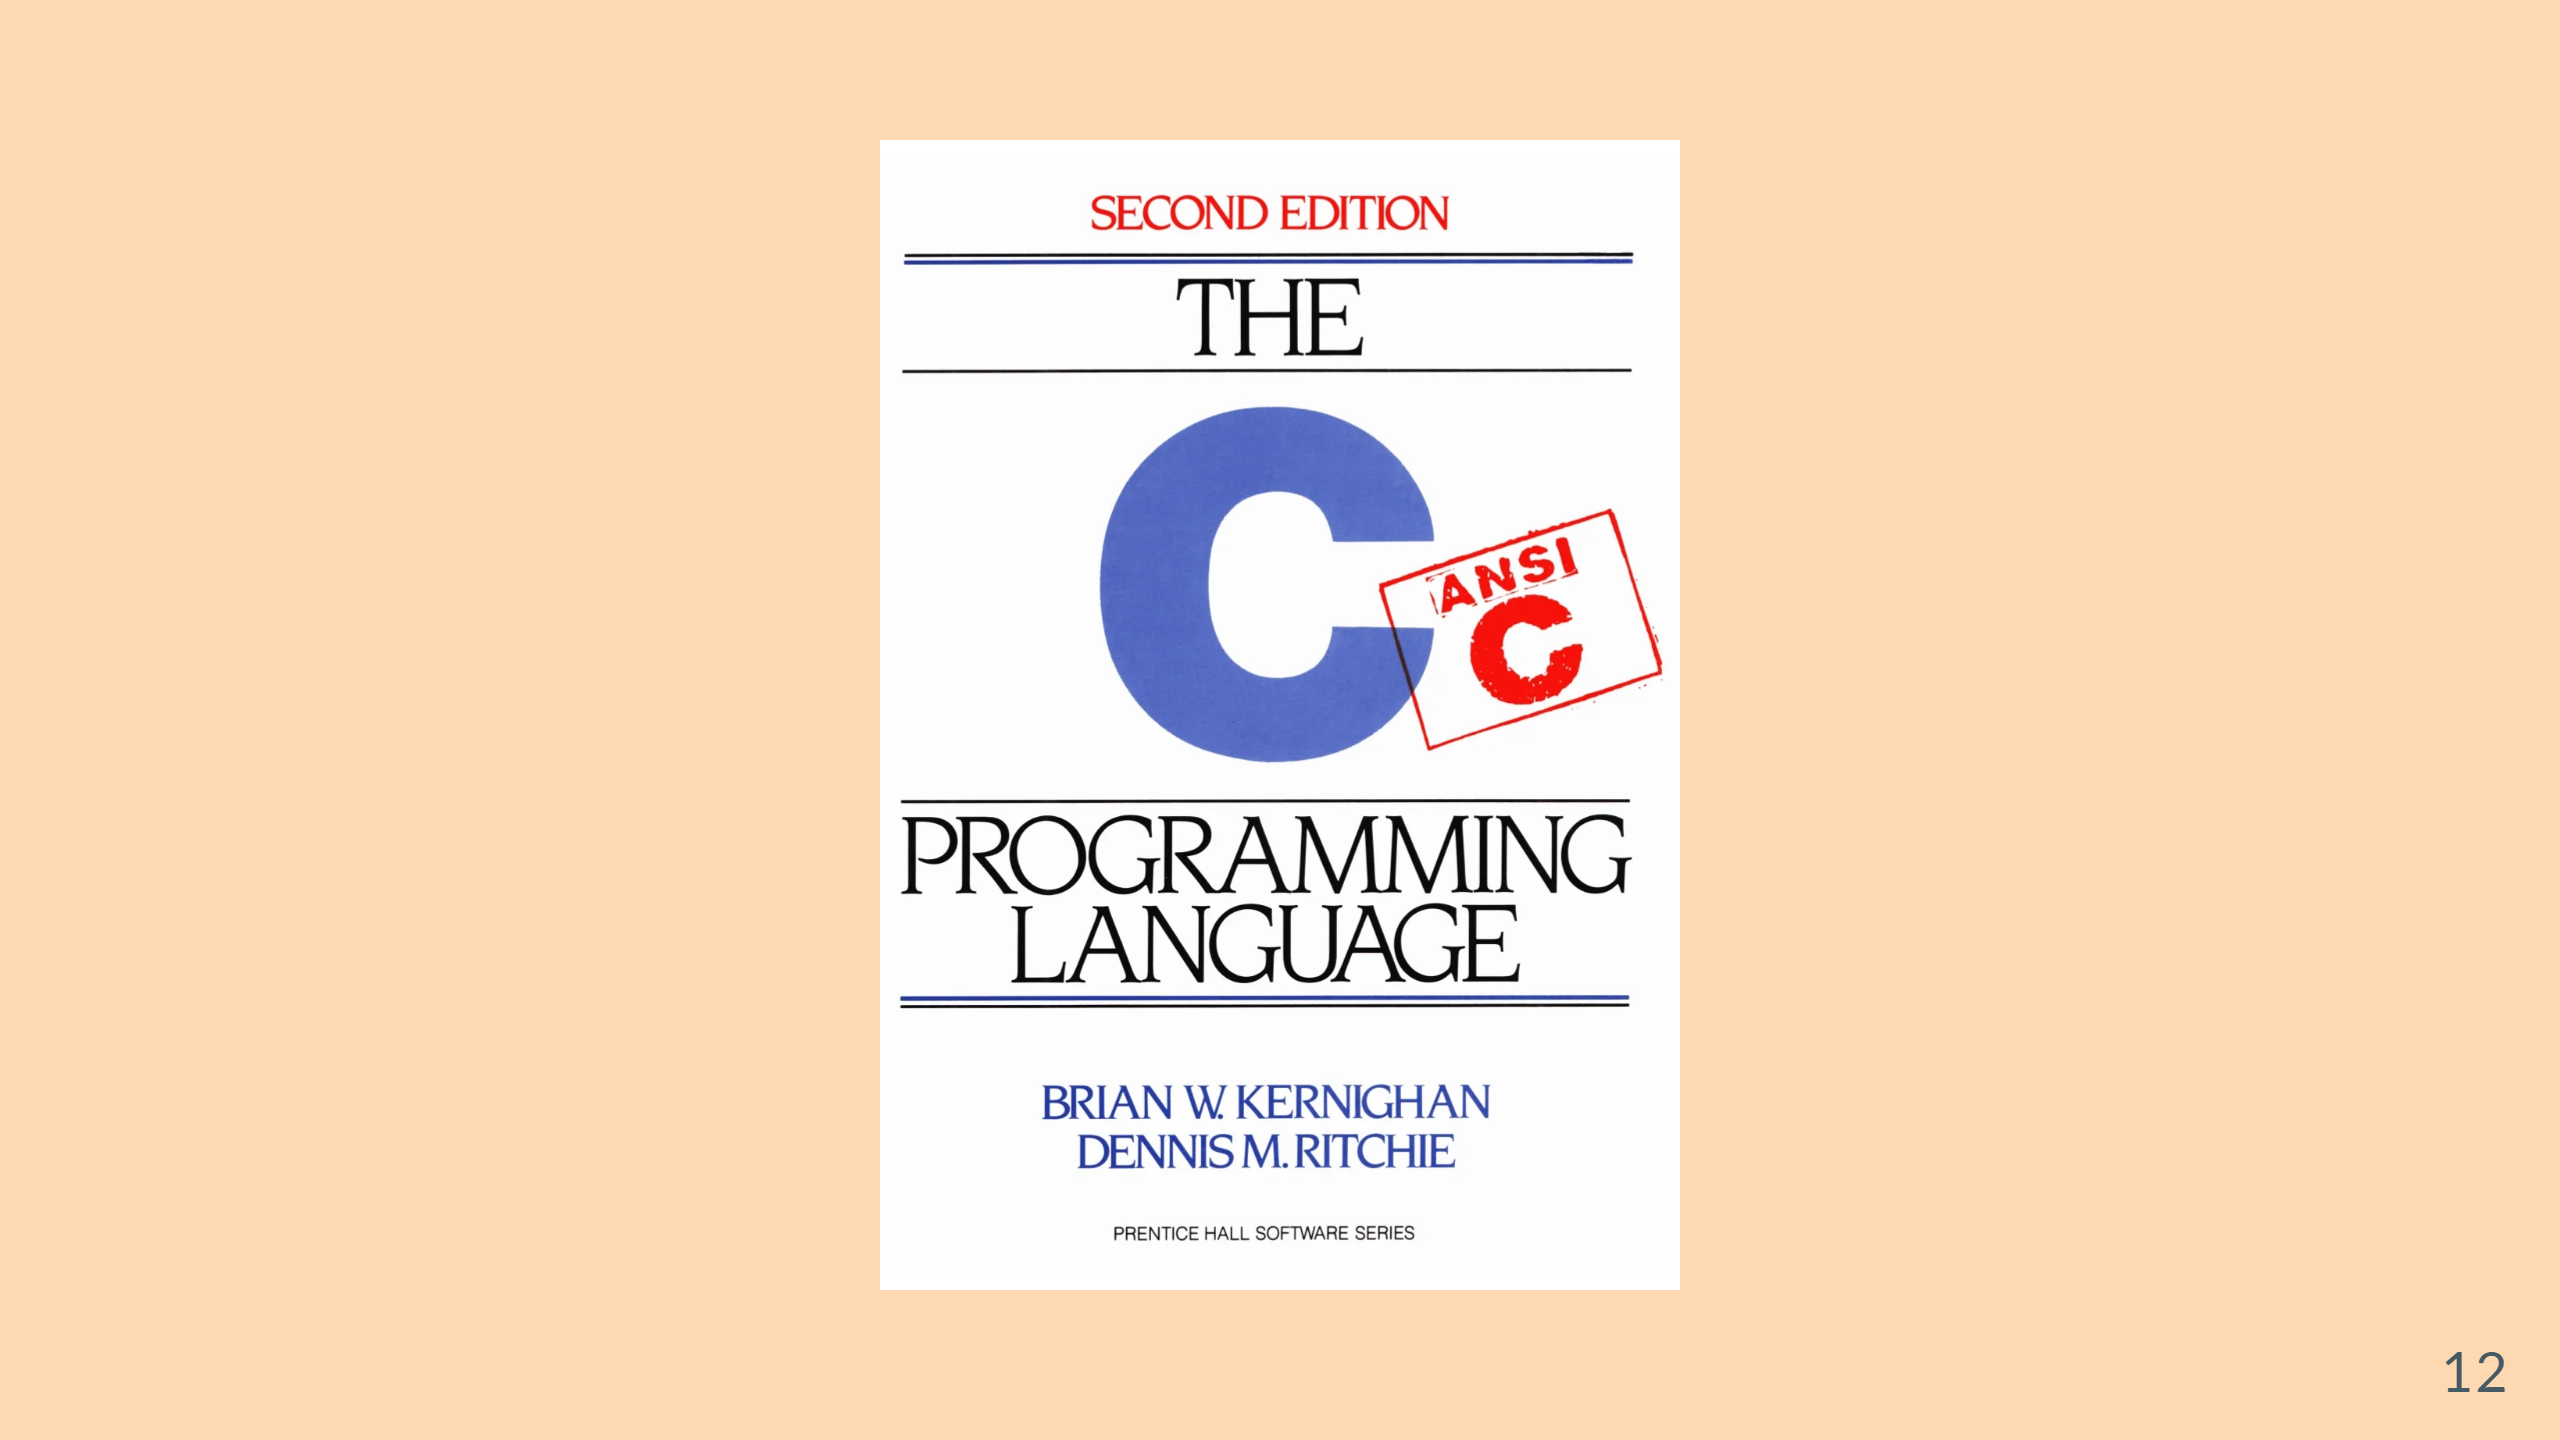 SECOND EDITION
THE
C
ANSI
C
PROGRAMMING
LANGUAGE
BRIAN W. KERNIGHAN
DENNIS M. RITCHIE
PRENTICE HALL SOFTWARE SERIES
12